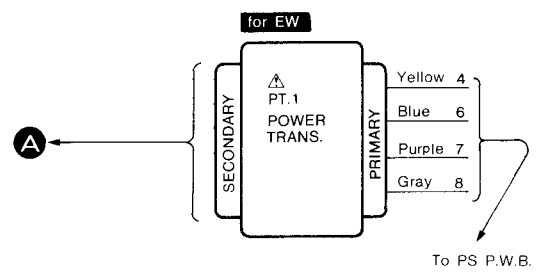 for EW
A
SECONDARY
PT.1
POWER
TRANS.
PRIMARY
Yellow 4
Blue 6
Purple 7
Gray 8
To PS P.W.B.